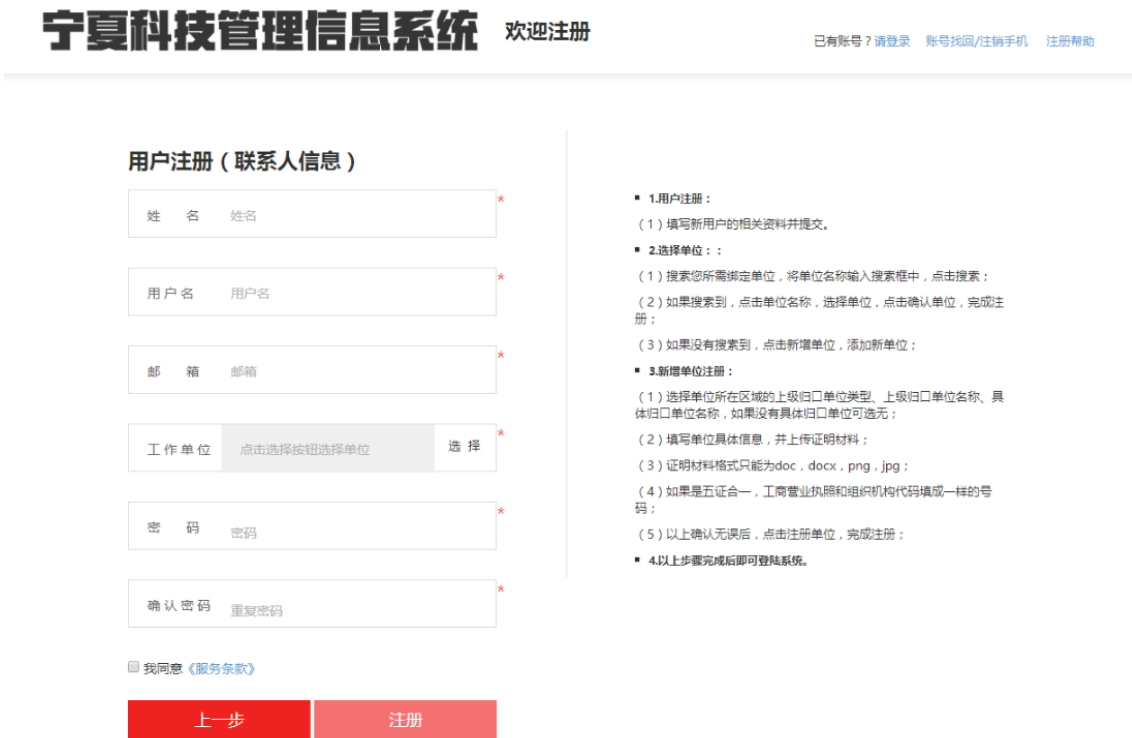 宁夏科技管理信息系统 欢迎注册
已有账号？请登录 账号找回/注销手机 注册帮助
用户注册（联系人信息）
姓 名 姓名 *
用户名 用户名 *
邮 箱 邮箱 *
工作单位 点击选择按钮选择单位 选 择 *
密 码 密码 *
确认密码 重复密码 *
我同意《服务条款》
上一步 注册
1.用户注册：
（1）填写新用户的相关资料并提交。
2.选择单位：：
（1）搜素您所需绑定单位，将单位名称输入搜素框中，点击搜索；
（2）如果搜索到，点击单位名称，选择单位，点击确认单位，完成注
册；
（3）如果没有搜索到，点击新增单位，添加新单位；
3.新增单位注册：
（1）选择单位所在区域的上级归口单位类型、上级归口单位名称、具
体归口单位名称，如果没有具体归口单位可选无；
（2）填写单位具体信息，并上传证明材料；
（3）证明材料格式只能为doc，docx，png，jpg；
（4）如果是五证合一，工商营业执照和组织机构代码填成一样的号
码；
（5）以上确认无误后，点击注册单位，完成注册；
4.以上步骤完成后即可登陆系统。